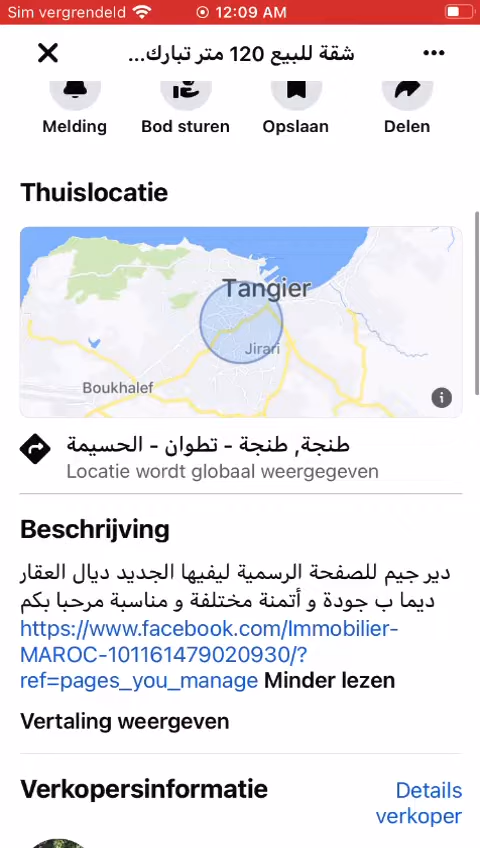 Sim vergrendeld 12:09 AM
شقة للبيع 120 متر تبارك...
Melding
Bod sturen
Opslaan
Delen
Thuislocatie
Tangier
Jirari
Boukhalef
طنجة, طنجة - تطوان - الحسيمة
Locatie wordt globaal weergegeven
Beschrijving
دير جيم للصفحة الرسمية ليفيها الجديد ديال العقار
ديما ب جودة و أتمنة مختلفة و مناسبة مرحبا بكم
https://www.facebook.com/Immobilier-
MAROC-101161479020930/?
ref=pages_you_manage Minder lezen
Vertaling weergeven
Verkopersinformatie
Details
verkoper